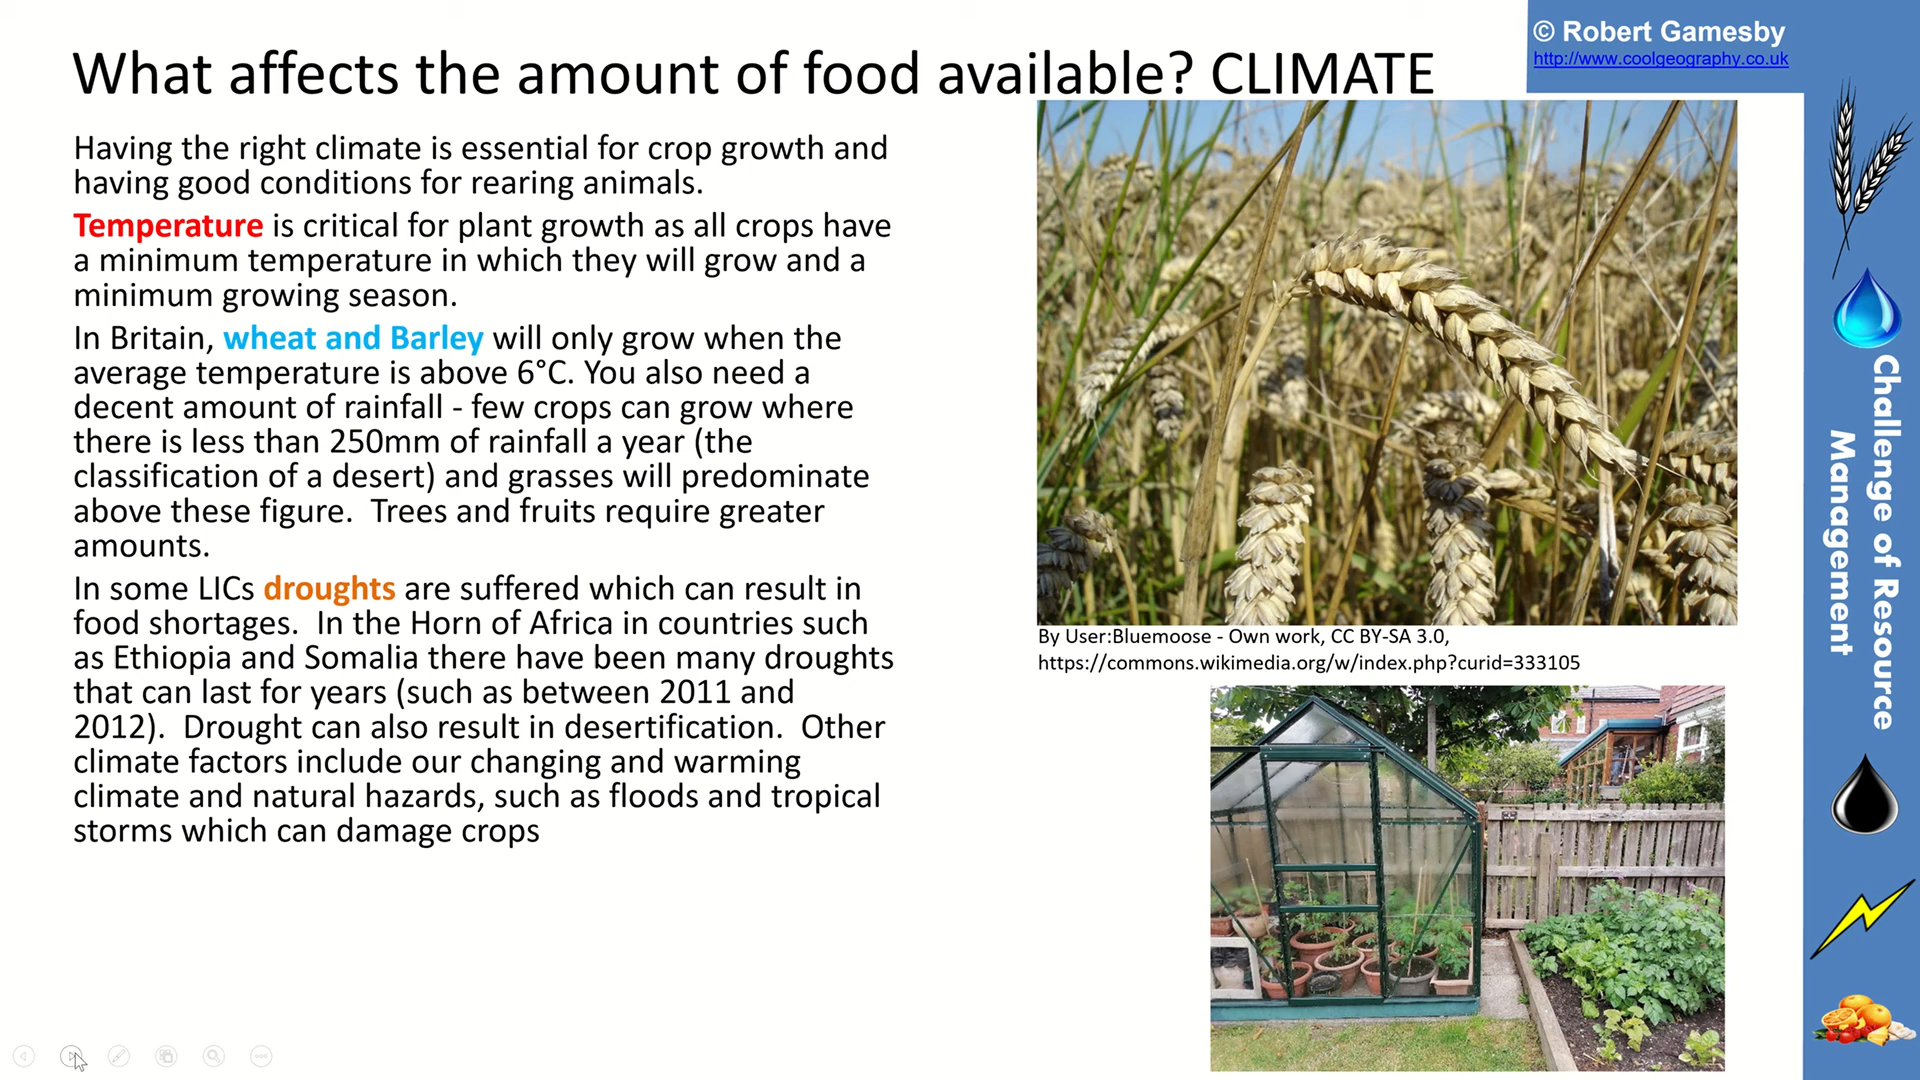 What affects the amount of food available? CLIMATE
© Robert Gamesby
http://www.coolgeography.co.uk
Having the right climate is essential for crop growth and
having good conditions for rearing animals.
Temperature is critical for plant growth as all crops have
a minimum temperature in which they will grow and a
minimum growing season.
In Britain, wheat and Barley will only grow when the
average temperature is above 6°C. You also need a
decent amount of rainfall - few crops can grow where
there is less than 250mm of rainfall a year (the
classification of a desert) and grasses will predominate
above these figure.  Trees and fruits require greater
amounts.
In some LICs droughts are suffered which can result in
food shortages.  In the Horn of Africa in countries such
as Ethiopia and Somalia there have been many droughts
that can last for years (such as between 2011 and
2012).  Drought can also result in desertification.  Other
climate factors include our changing and warming
climate and natural hazards, such as floods and tropical
storms which can damage crops
By User:Bluemoose - Own work, CC BY-SA 3.0,
https://commons.wikimedia.org/w/index.php?curid=333105
Challenge of Resource
Management